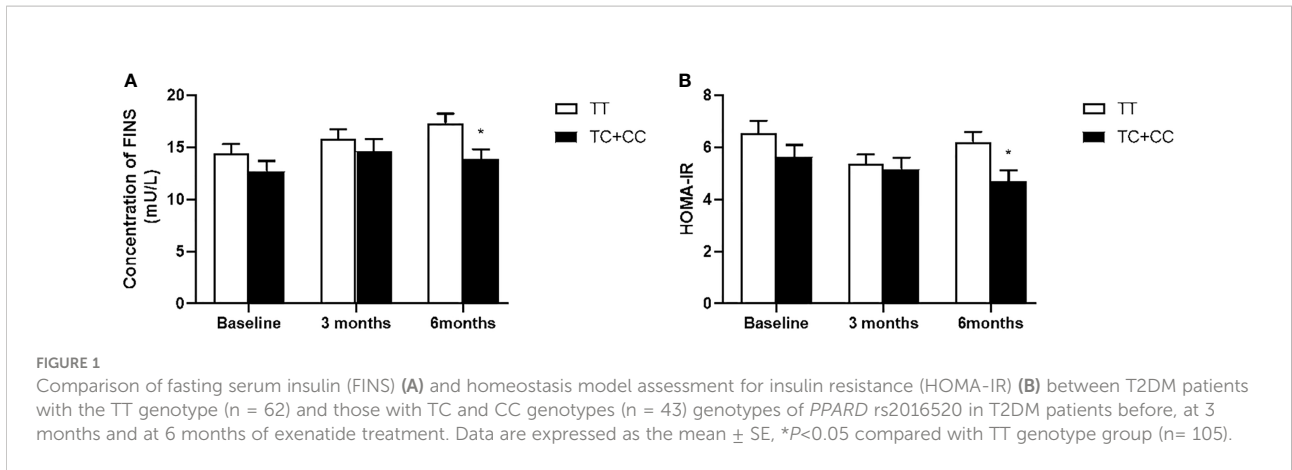 A
Concentration of FINS
(mU/L)
20
15
10
5
0
Baseline
3 months
6months
*
TT
TC+CC
B
HOMA-IR
8
6
4
2
0
Baseline
3 months
6months
*
TT
TC+CC
FIGURE 1
Comparison of fasting serum insulin (FINS) (A) and homeostasis model assessment for insulin resistance (HOMA-IR) (B) between T2DM patients
with the TT genotype (n = 62) and those with TC and CC genotypes (n = 43) genotypes of PPARD rs2016520 in T2DM patients before, at 3
months and at 6 months of exenatide treatment. Data are expressed as the mean ± SE, *P<0.05 compared with TT genotype group (n= 105).